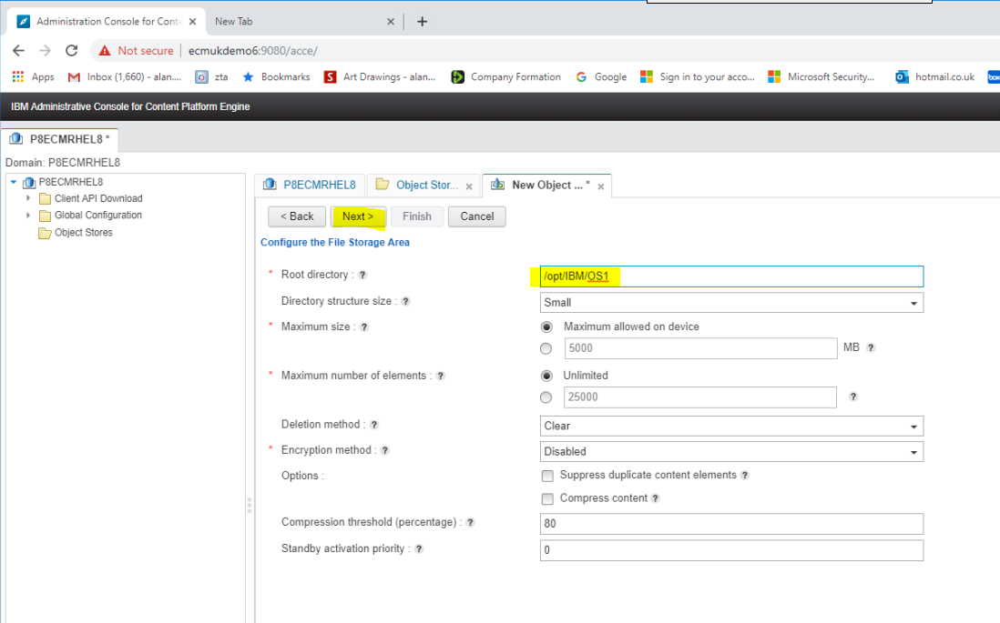 Administration Console for Conte
New Tab
Not secure
ecmukdemo6:9080/acce/
Apps
Inbox (1,660) - alan....
zta
Bookmarks
Art Drawings - alan...
Company Formation
Google
Sign in to your acco...
Microsoft Security...
hotmail.co.uk
box
IBM Administrative Console for Content Platform Engine
P8ECMRHEL8 *
Domain: P8ECMRHEL8
P8ECMRHEL8
Client API Download
Global Configuration
Object Stores
P8ECMRHEL8
Object Stor...
New Object ... *
< Back
Next >
Finish
Cancel
Configure the File Storage Area
* Root directory : ?
/opt/IBM/OS1
Directory structure size : ?
Small
* Maximum size : ?
Maximum allowed on device
5000 MB ?
* Maximum number of elements : ?
Unlimited
25000 ?
Deletion method : ?
Clear
* Encryption method : ?
Disabled
Options :
Suppress duplicate content elements ?
Compress content ?
Compression threshold (percentage) : ?
80
Standby activation priority : ?
0